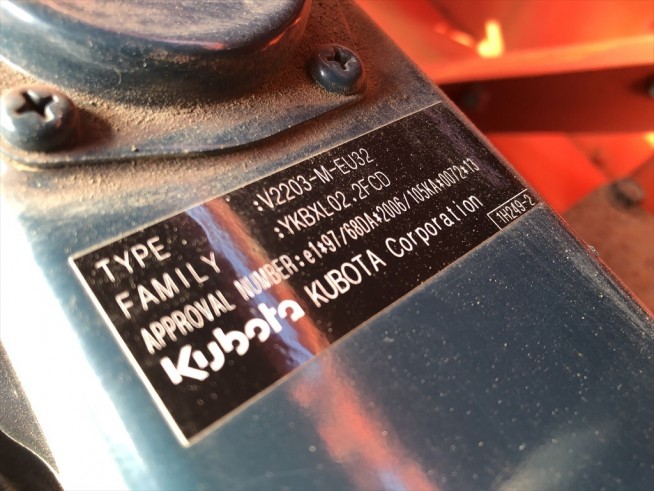 TYPE :V2203-M-EU32
FAMILY :YKBXL02.2FCD
APPROVAL NUMBER:e1*97/68DA*2006/105KA*0072*13
Kubota KUBOTA Corporation
1H249-2